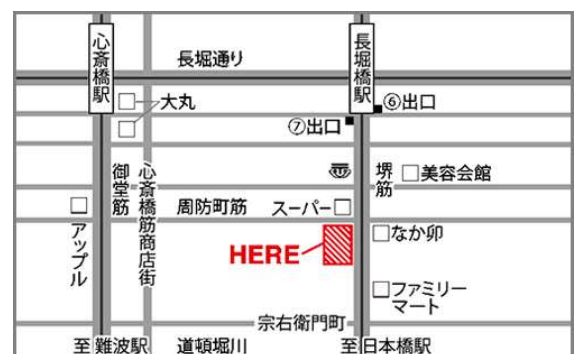 心斎橋駅
長堀通り
長堀橋駅
大丸
⑥出口
⑦出口
御堂筋
心斎橋筋商店街
堺筋
美容会館
アップル
周防町筋
スーパー
HERE
なか卯
ファミリー
マート
宗右衛門町
至難波駅
道頓堀川
至日本橋駅